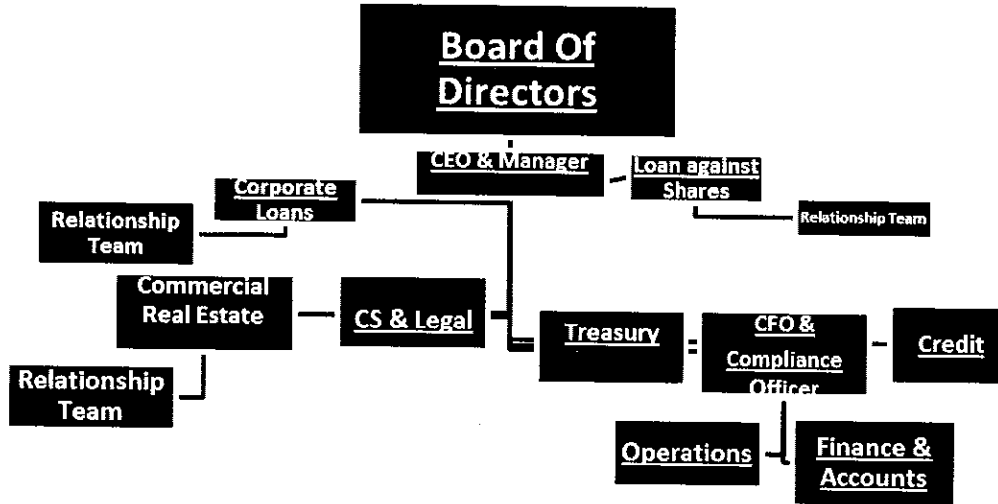 Board Of
Directors
CEO & Manager
Loan against
Shares
Corporate
Loans
Relationship
Team
Relationship Team
Commercial
Real Estate
CS & Legal
Treasury
CFO &
Compliance
Officer
Credit
Relationship
Team
Operations
Finance &
Accounts